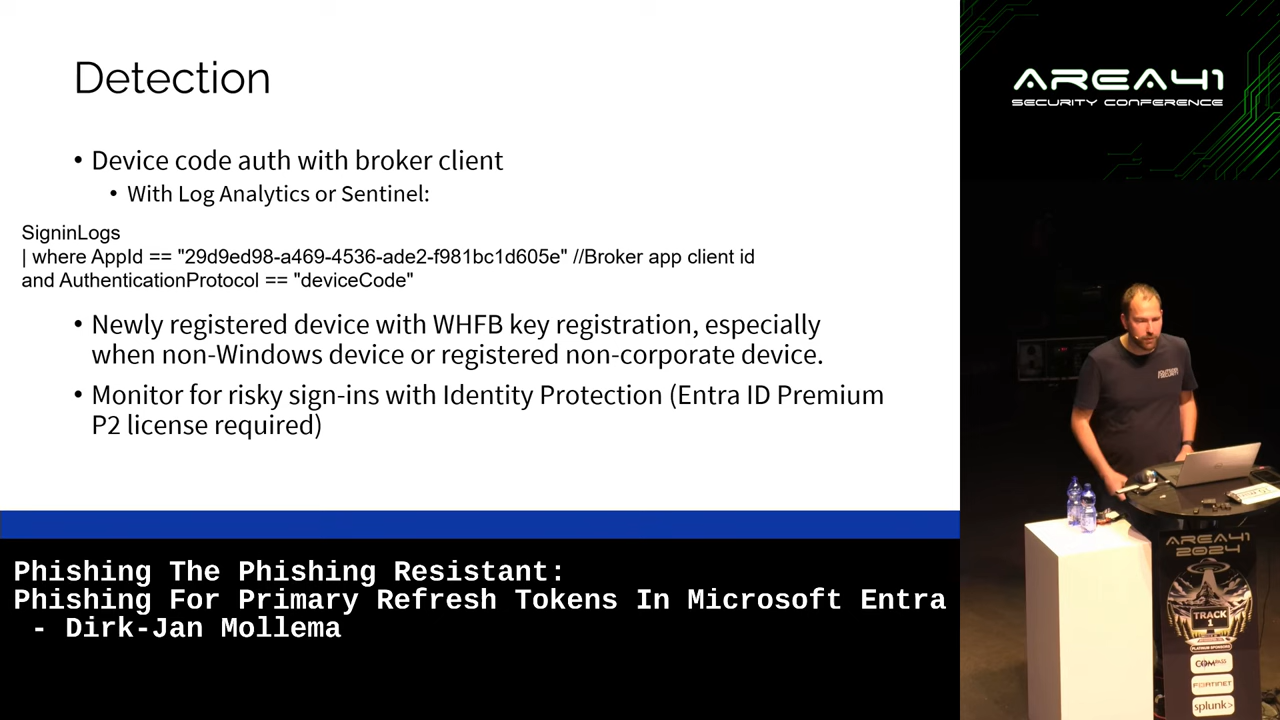 Detection
• Device code auth with broker client
• With Log Analytics or Sentinel:
SigninLogs
| where AppId == "29d9ed98-a469-4536-ade2-f981bc1d605e" //Broker app client id
and AuthenticationProtocol == "deviceCode"
• Newly registered device with WHFB key registration, especially
when non-Windows device or registered non-corporate device.
• Monitor for risky sign-ins with Identity Protection (Entra ID Premium
P2 license required)
Phishing The Phishing Resistant:
Phishing For Primary Refresh Tokens In Microsoft Entra
- Dirk-Jan Mollema
AREA41
SECURITY CONFERENCE
AREA41
2024
TRACK
1
PLATINUM SPONSORS
COMPASS
FORTINET
splunk>